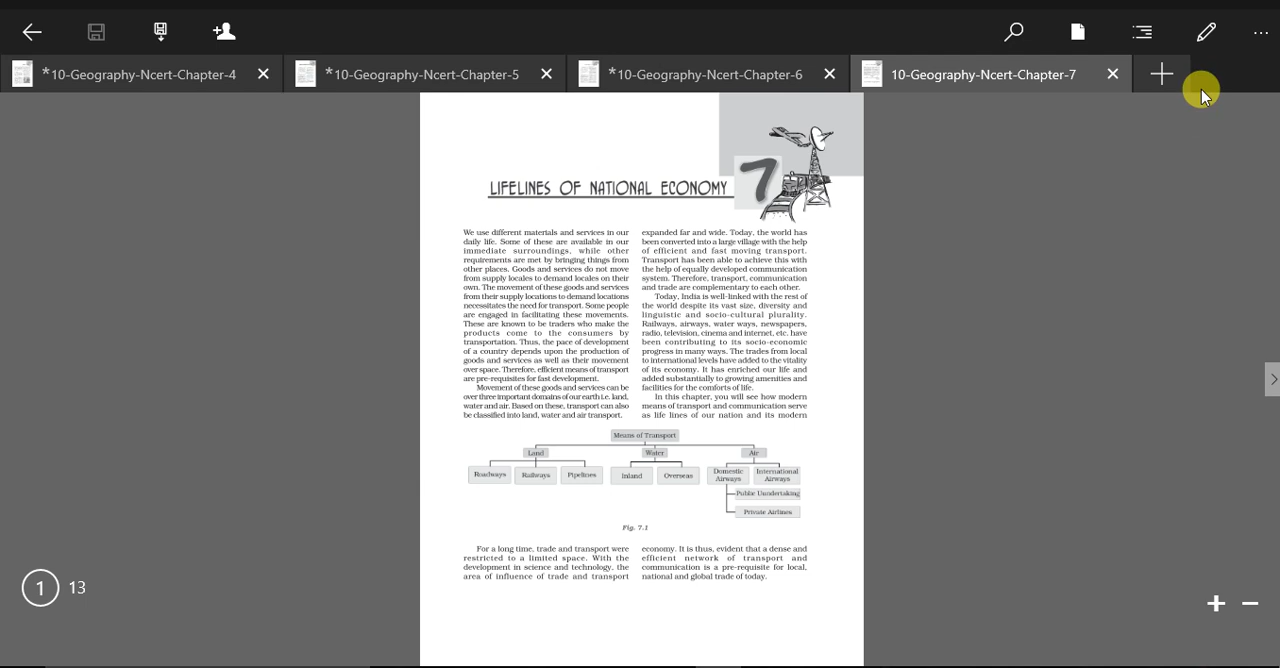 *10-Geography-Ncert-Chapter-4
*10-Geography-Ncert-Chapter-5
*10-Geography-Ncert-Chapter-6
10-Geography-Ncert-Chapter-7
7
LIFELINES OF NATIONAL ECONOMY
We use different materials and services in our
daily life. Some of these are available in our
immediate surroundings, while other
requirements are met by bringing things from
other places. Goods and services do not move
from supply locales to demand locales on their
own. The movement of these goods and services
from their supply locations to demand locations
necessitates the need for transport. Some people
are engaged in facilitating these movements.
These are known to be traders who make the
products come to the consumers by
transportation. Thus, the pace of development
of a country depends upon the production of
goods and services as well as their movement
over space. Therefore, efficient means of transport
are pre-requisites for fast development.
Movement of these goods and services can be
over three important domains of our earth i.e. land,
water and air. Based on these, transport can also
be classified into land, water and air transport.
expanded far and wide. Today, the world has
been converted into a large village with the help
of efficient and fast moving transport.
Transport has been able to achieve this with
the help of equally developed communication
system. Therefore, transport, communication
and trade are complementary to each other.
Today, India is well-linked with the rest of
the world despite its vast size, diversity and
linguistic and socio-cultural plurality.
Railways, airways, water ways, newspapers,
radio, television, cinema and internet, etc. have
been contributing to its socio-economic
progress in many ways. The trades from local
to international levels have added to the vitality
of its economy. It has enriched our life and
added substantially to growing amenities and
facilities for the comforts of life.
In this chapter, you will see how modern
means of transport and communication serve
as life lines of our nation and its modern
Means of Transport
Land
Water
Air
Roadways
Railways
Pipelines
Inland
Overseas
Domestic
Airways
International
Airways
Public Uundertaking
Private Airlines
Fig. 7.1
For a long time, trade and transport were
restricted to a limited space. With the
development in science and technology, the
area of influence of trade and transport
economy. It is thus, evident that a dense and
efficient network of transport and
communication is a pre-requisite for local,
national and global trade of today.
1 13